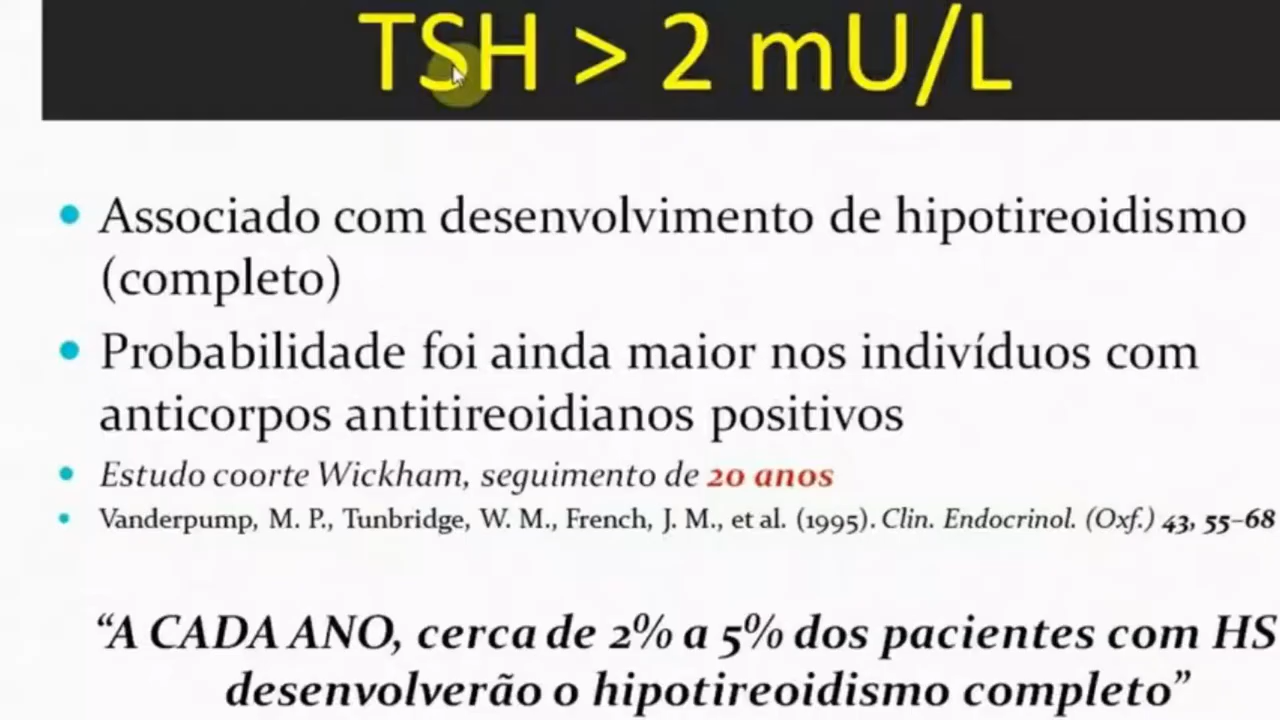 TSH > 2 mU/L
• Associado com desenvolvimento de hipotireoidismo
(completo)
• Probabilidade foi ainda maior nos indivíduos com
anticorpos antitireoidianos positivos
• Estudo coorte Wickham, seguimento de 20 anos
• Vanderpump, M. P., Tunbridge, W. M., French, J. M., et al. (1995). Clin. Endocrinol. (Oxf.) 43, 55–68
“A CADA ANO, cerca de 2% a 5% dos pacientes com HS
desenvolverão o hipotireoidismo completo”